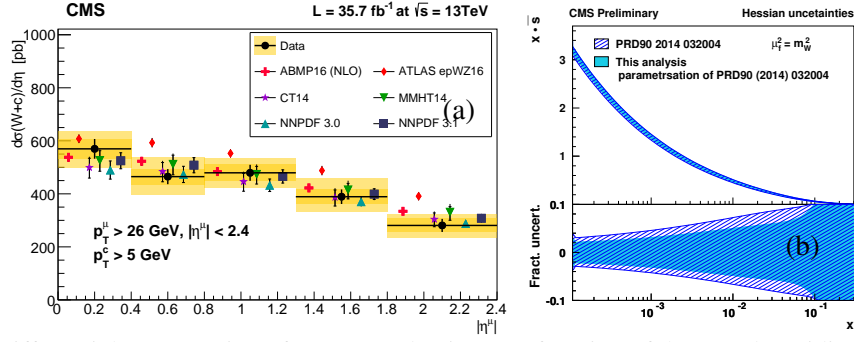 CMS
L = 35.7 fb⁻¹ at √s = 13TeV
dσ(W+c)/dη [pb]
1000
800
600
400
200
0
Data
ABMP16 (NLO)
ATLAS epWZ16
CT14
MMHT14
NNPDF 3.0
NNPDF 3.1
(a)
p_T^μ > 26 GeV, |η^μ| < 2.4
p_T^c > 5 GeV
0 0.2 0.4 0.6 0.8 1 1.2 1.4 1.6 1.8 2 2.2 2.4
|η^μ|
CMS Preliminary
Hessian uncertainties
x • s̄
PRD90 2014 032004
μ_f² = m_W²
This analysis
parametrsation of PRD90 (2014) 032004
3
1
0.1
0
-0.1
Fract. uncert.
(b)
10⁻³ 10⁻² 10⁻¹
x